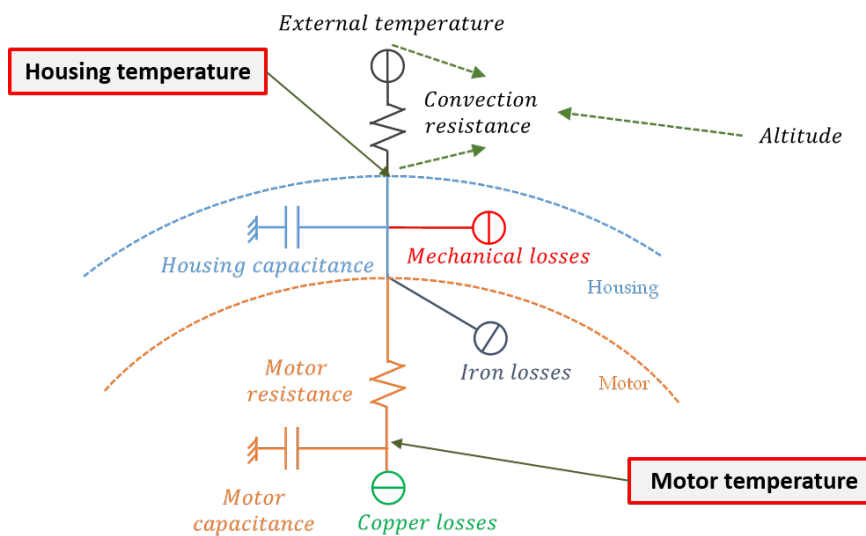 External temperature
Housing temperature
Convection
resistance
Altitude
Housing capacitance
Mechanical losses
Housing
Motor
resistance
Iron losses
Motor
Motor temperature
Motor
capacitance
Copper losses